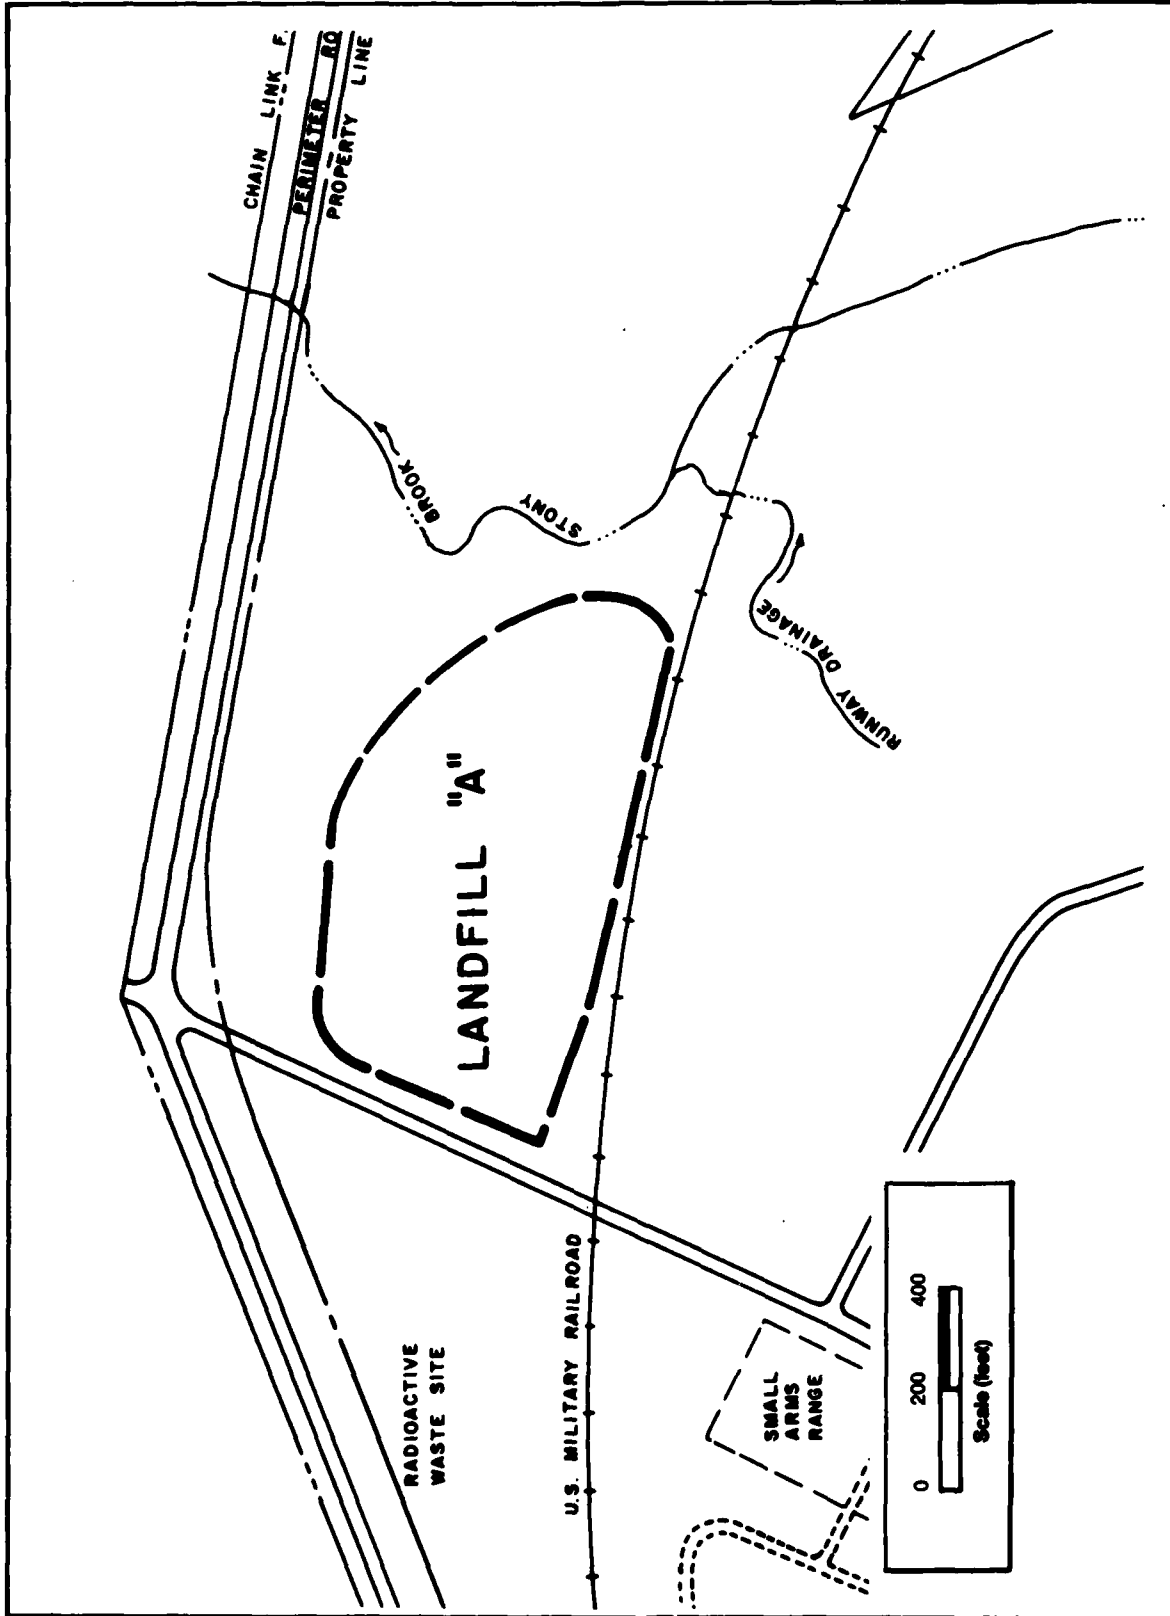 CHAIN LINK F.
PERIMETER RD
PROPERTY LINE
BROOK
STONY
RUNWAY DRAINAGE
LANDFILL "A"
RADIOACTIVE
WASTE SITE
U.S. MILITARY RAILROAD
SMALL
ARMS
RANGE
0 200 400
Scale (feet)